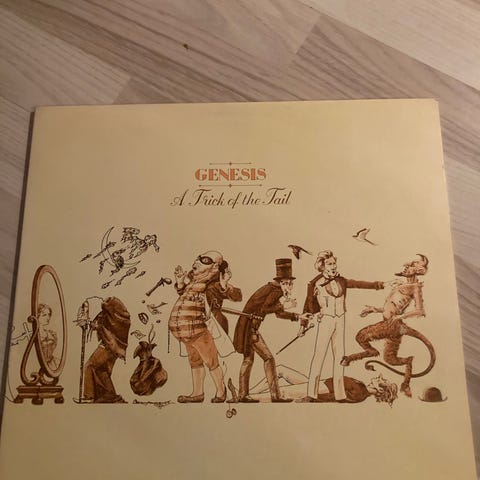 GENESIS
A Trick of the Tail